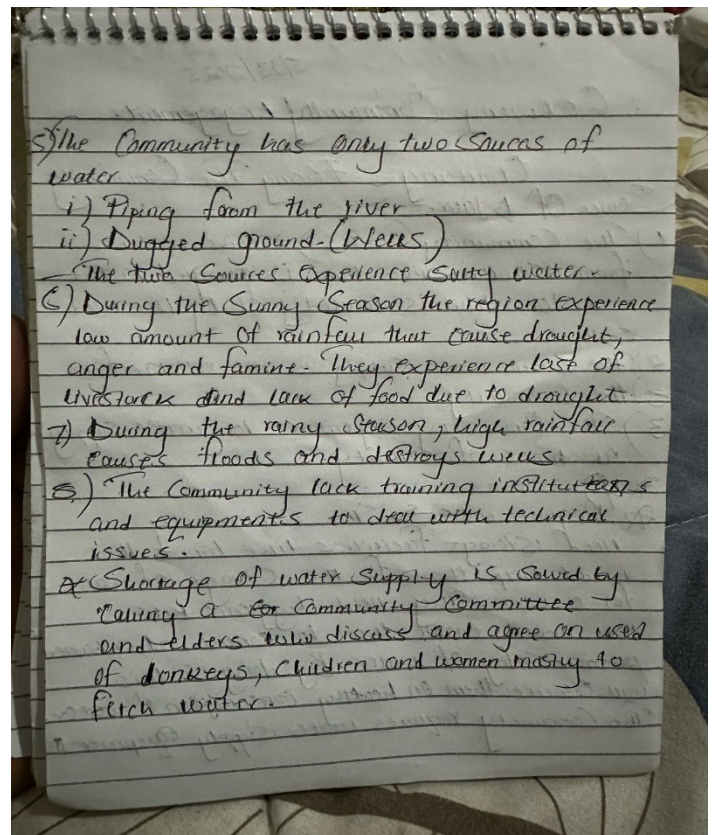 5) The Community has only two Souces of
water
i) Piping from the river
ii) Dugged ground-(Wells)
The two Sources Experience Salty water.
6) During the Sunny Season the region experience
low amount of rainfall that cause drought,
anger and famine. They experience lost of
livestock and lack of food due to drought
7) During the rainy Season, high rainfall
causes floods and destroys wells.
8.) The Community lack training institutions
and equipments to deal with technical
issues.
* Shortage of water Supply is Solved by
Calling a Community Committee
and elders who discuss and agree on used
of donkeys, Children and women mostly to
fetch water.